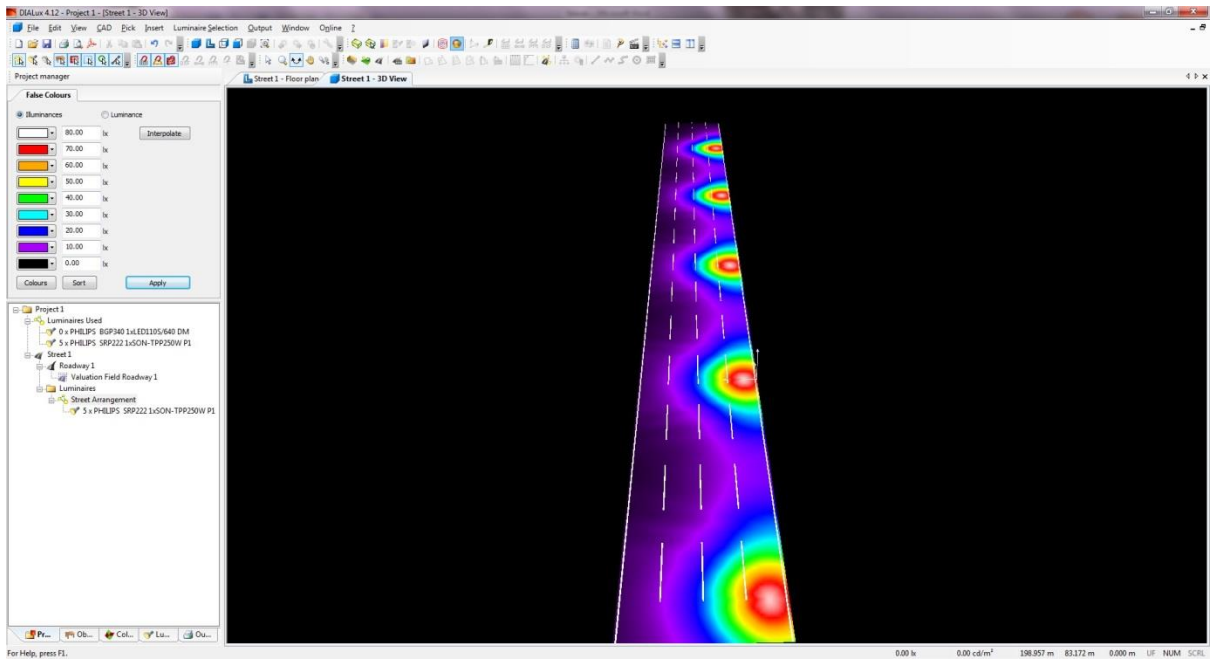 DIALux 4.12 - Project 1 - [Street 1 - 3D View]
File Edit View CAD Pick Insert Luminaire Selection Output Window Online ?
Project manager
Street 1 - Floor plan Street 1 - 3D View
False Colours
Illuminances Luminance
80.00 lx Interpolate
70.00 lx
60.00 lx
50.00 lx
40.00 lx
30.00 lx
20.00 lx
10.00 lx
0.00 lx
Colours Sort Apply
Project 1
Luminaires Used
0 x PHILIPS BGP340 1xLED110S/640 DM
5 x PHILIPS SRP222 1xSON-TPP250W P1
Street 1
Roadway 1
Valuation Field Roadway 1
Luminaires
Street Arrangement
5 x PHILIPS SRP222 1xSON-TPP250W P1
Pr... Ob... Col... Lu... Ou...
For Help, press F1. 0.00 lx 0.00 cd/m² 198.957 m 83.172 m 0.000 m UF NUM SCRL